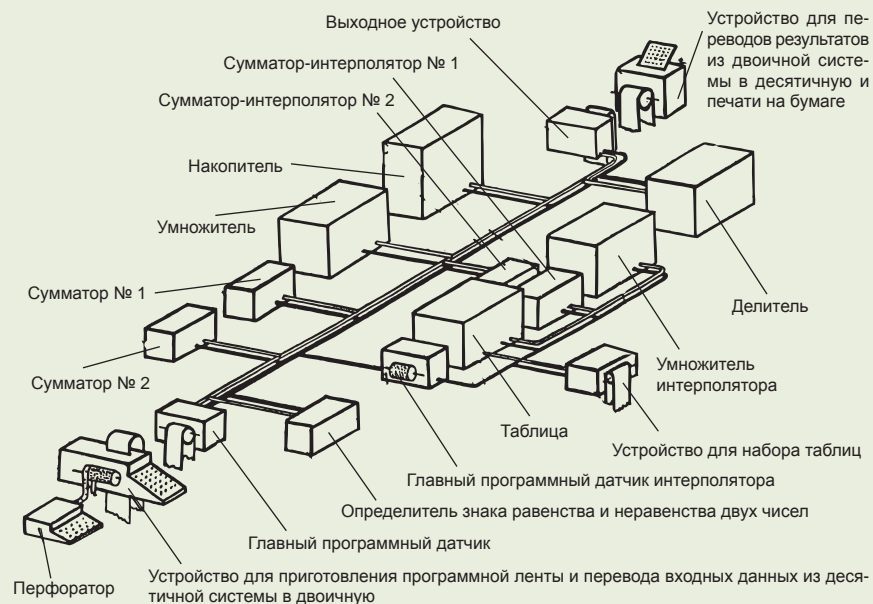 Выходное устройство
Устройство для пе-
реводов результатов
из двоичной систе-
мы в десятичную и
печати на бумаге
Сумматор-интерполятор № 1
Сумматор-интерполятор № 2
Накопитель
Умножитель
Сумматор № 1
Делитель
Сумматор № 2
Умножитель
интерполятора
Таблица
Устройство для набора таблиц
Главный программный датчик интерполятора
Определитель знака равенства и неравенства двух чисел
Главный программный датчик
Перфоратор
Устройство для приготовления программной ленты и перевода входных данных из деся-
тичной системы в двоичную